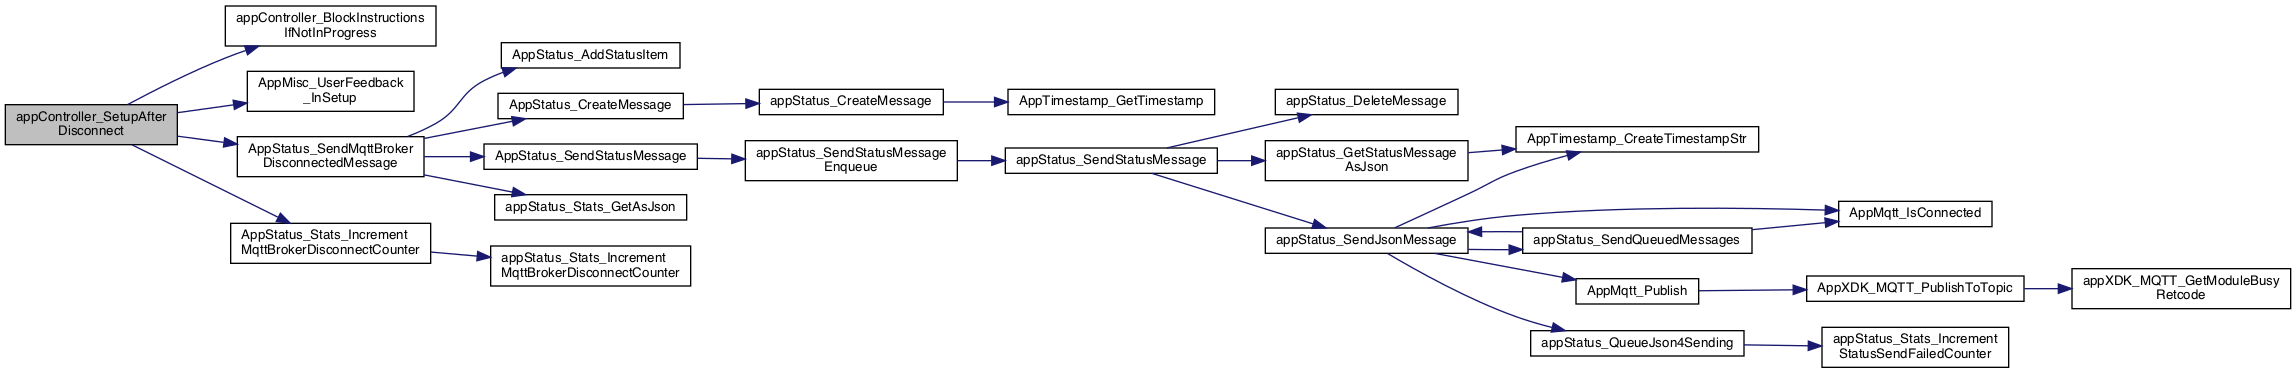 appController_SetupAfter
Disconnect
appController_BlockInstructions
IfNotInProgress
AppMisc_UserFeedback
_InSetup
AppStatus_SendMqttBroker
DisconnectedMessage
AppStatus_Stats_Increment
MqttBrokerDisconnectCounter
AppStatus_AddStatusItem
AppStatus_CreateMessage
AppStatus_SendStatusMessage
appStatus_Stats_GetAsJson
appStatus_Stats_Increment
MqttBrokerDisconnectCounter
appStatus_CreateMessage
appStatus_SendStatusMessage
Enqueue
AppTimestamp_GetTimestamp
appStatus_SendStatusMessage
appStatus_DeleteMessage
appStatus_GetStatusMessage
AsJson
appStatus_SendJsonMessage
AppTimestamp_CreateTimestampStr
appStatus_SendQueuedMessages
AppMqtt_Publish
appStatus_QueueJson4Sending
AppMqtt_IsConnected
AppXDK_MQTT_PublishToTopic
appStatus_Stats_Increment
StatusSendFailedCounter
appXDK_MQTT_GetModuleBusy
Retcode